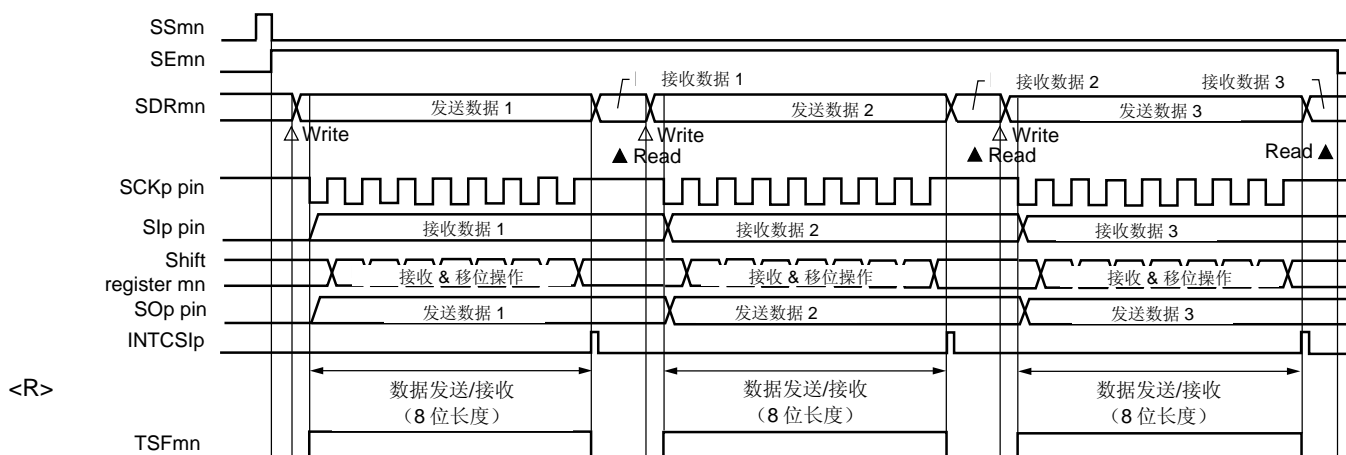 SSmn
SEmn
接收数据 1
接收数据 2
接收数据 3
SDRmn
发送数据 1
发送数据 2
发送数据 3
Write
Write
Write
▲ Read
▲ Read
Read ▲
SCKp pin
SIp pin
接收数据 1
接收数据 2
接收数据 3
Shift
register mn
接收 & 移位操作
接收 & 移位操作
接收 & 移位操作
SOp pin
发送数据 1
发送数据 2
发送数据 3
INTCSIp
<R>
数据发送/接收
（8 位长度）
数据发送/接收
（8 位长度）
数据发送/接收
（8 位长度）
TSFmn